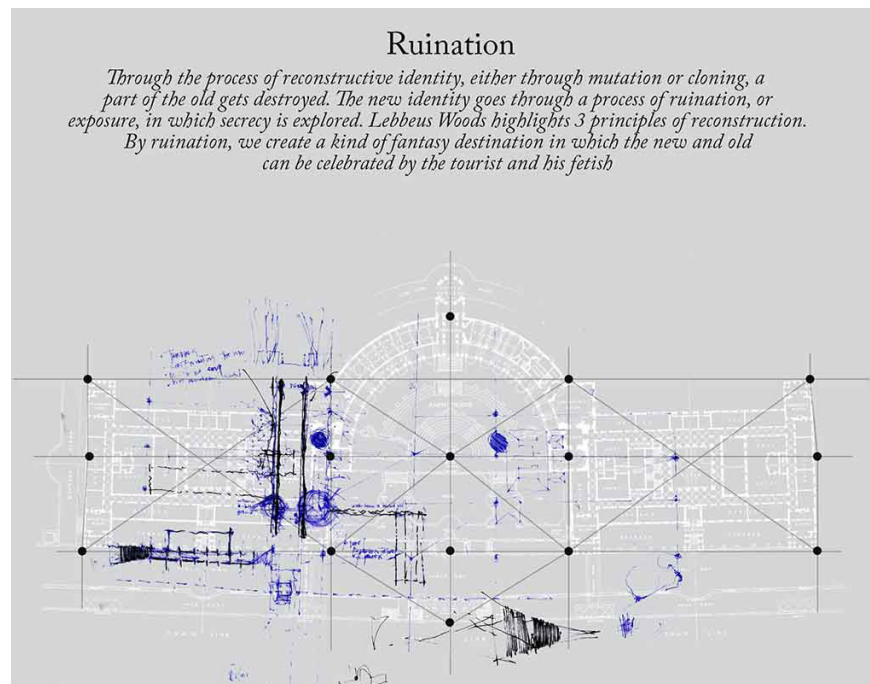 Ruination
Through the process of reconstructive identity, either through mutation or cloning, a
part of the old gets destroyed. The new identity goes through a process of ruination, or
exposure, in which secrecy is explored. Lebbeus Woods highlights 3 principles of reconstruction.
By ruination, we create a kind of fantasy destination in which the new and old
can be celebrated by the tourist and his fetish